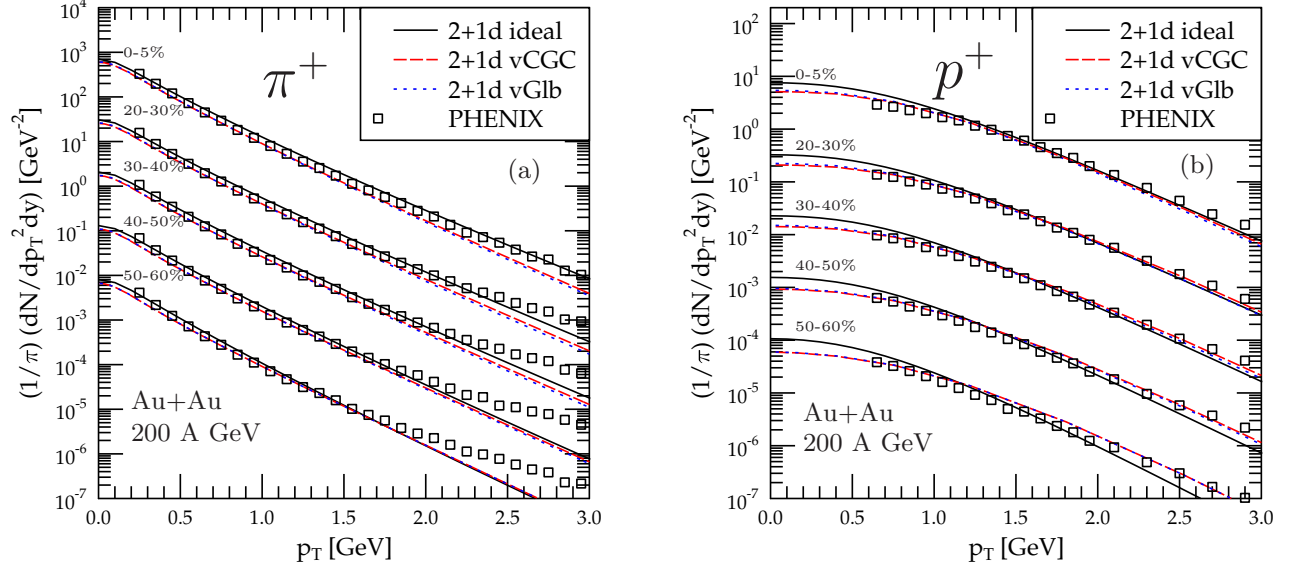 (1/π) (dN/dp_T^2dy) [GeV^-2]
10^4
10^3
10^2
10^1
10^0
10^-1
10^-2
10^-3
10^-4
10^-5
10^-6
10^-7
2+1d ideal
2+1d vCGC
2+1d vGlb
PHENIX
π^+
(a)
0-5%
20-30%
30-40%
40-50%
50-60%
Au+Au
200 A GeV
0.0 0.5 1.0 1.5 2.0 2.5 3.0
p_T [GeV]
(1/π) (dN/dp_T^2dy) [GeV^-2]
10^2
10^1
10^0
10^-1
10^-2
10^-3
10^-4
10^-5
10^-6
10^-7
2+1d ideal
2+1d vCGC
2+1d vGlb
PHENIX
p^+
(b)
0-5%
20-30%
30-40%
40-50%
50-60%
Au+Au
200 A GeV
0.0 0.5 1.0 1.5 2.0 2.5 3.0
p_T [GeV]